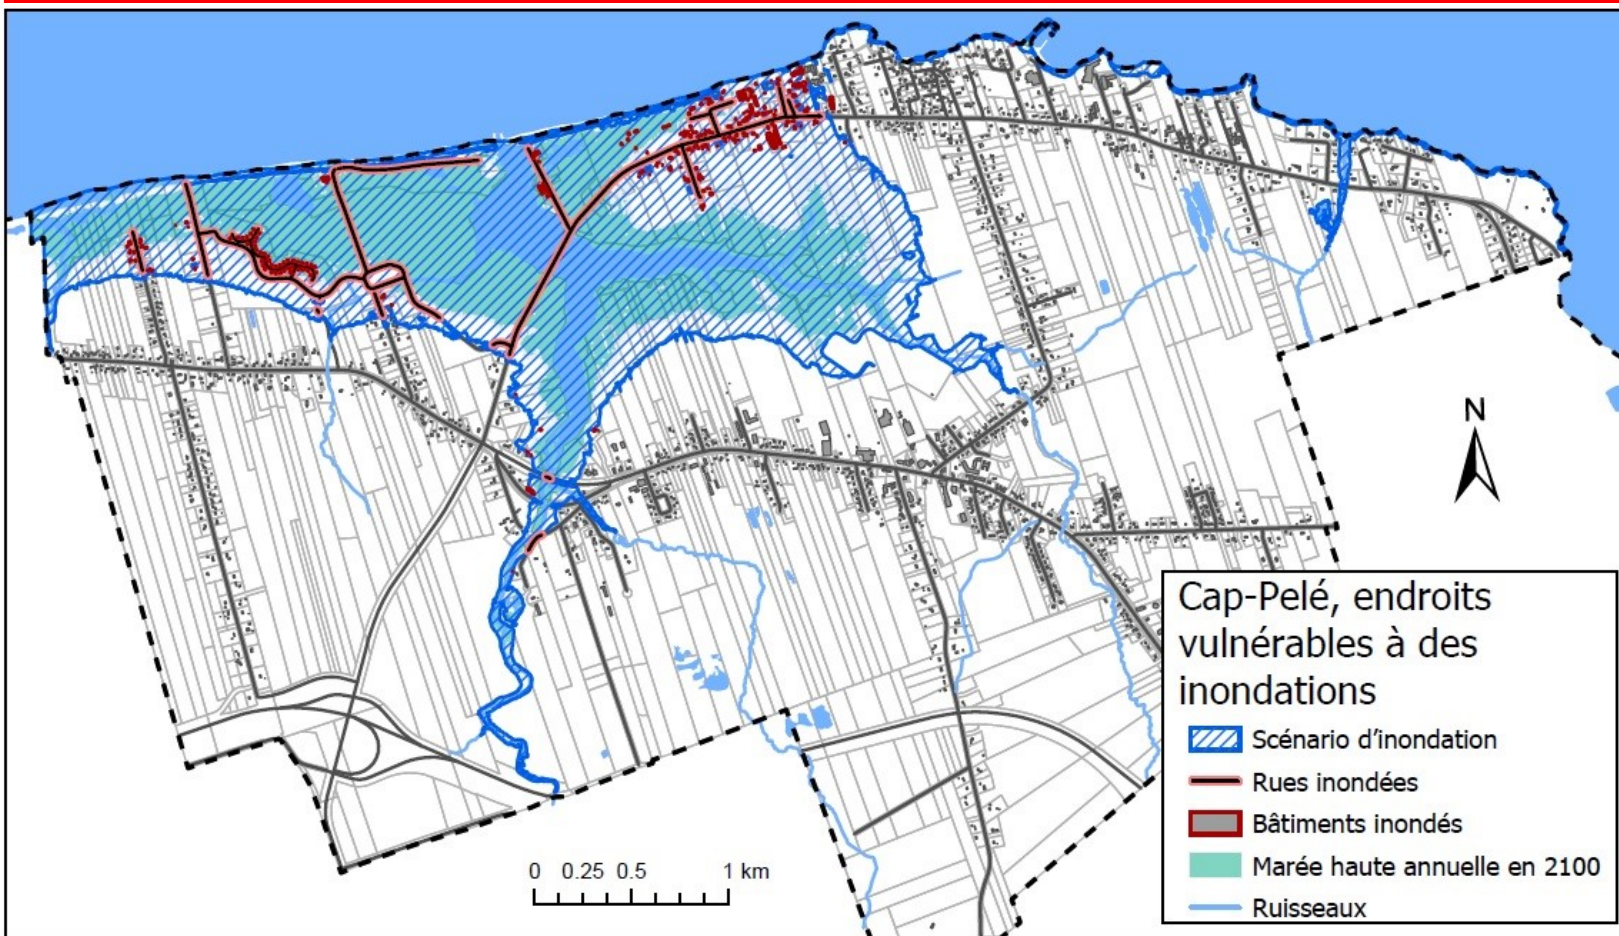 N
0 0.25 0.5 1 km
Cap-Pelé, endroits
vulnérables à des
inondations
Scénario d'inondation
Rues inondées
Bâtiments inondés
Marée haute annuelle en 2100
Ruisseaux